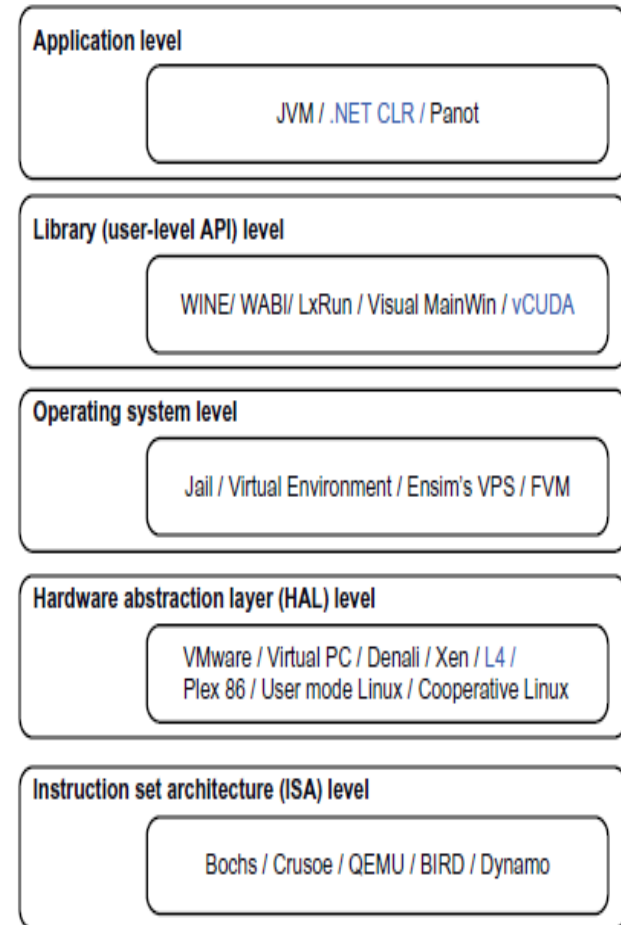 Application level
JVM / .NET CLR / Panot
Library (user-level API) level
WINE/ WABI/ LxRun / Visual MainWin / vCUDA
Operating system level
Jail / Virtual Environment / Ensim's VPS / FVM
Hardware abstraction layer (HAL) level
VMware / Virtual PC / Denali / Xen / L4 /
Plex 86 / User mode Linux / Cooperative Linux
Instruction set architecture (ISA) level
Bochs / Crusoe / QEMU / BIRD / Dynamo